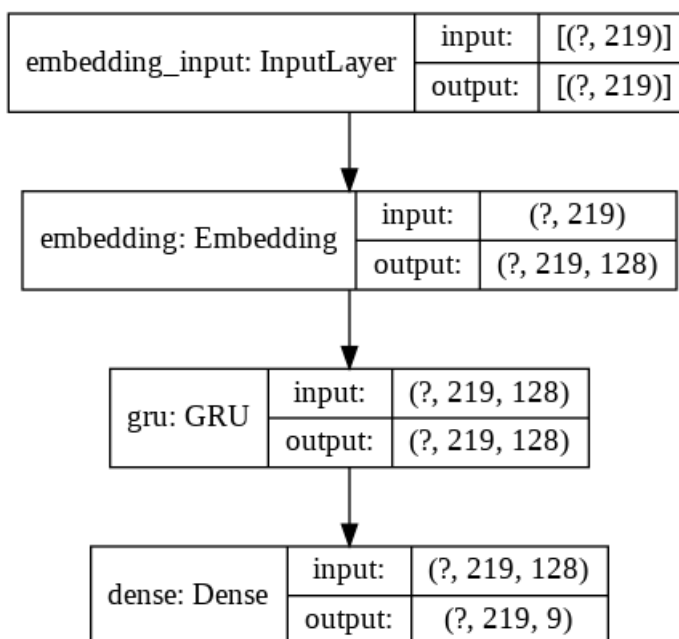 embedding_input: InputLayer
input: [(?, 219)]
output: [(?, 219)]
embedding: Embedding
input: (?, 219)
output: (?, 219, 128)
gru: GRU
input: (?, 219, 128)
output: (?, 219, 128)
dense: Dense
input: (?, 219, 128)
output: (?, 219, 9)